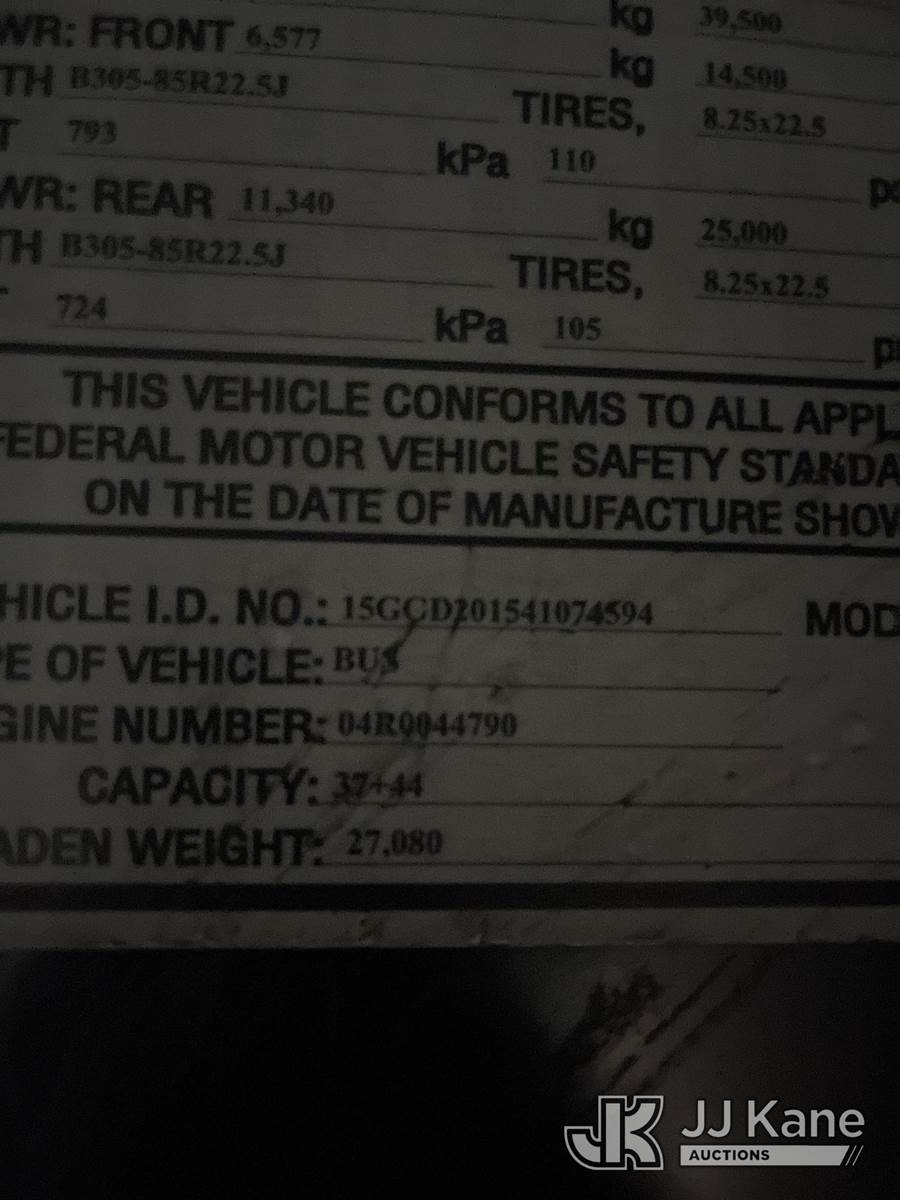 kg 39,500
WR: FRONT 6,577 kg 14,500
TH B305-85R22.5J TIRES, 8.25x22.5
T 793 kPa 110 ps
WR: REAR 11,340 kg 25,000
TH B305-85R22.5J TIRES, 8.25x22.5
724 kPa 105 p
THIS VEHICLE CONFORMS TO ALL APPL
FEDERAL MOTOR VEHICLE SAFETY STANDA
ON THE DATE OF MANUFACTURE SHOW
HICLE I.D. NO.: 15GCD201541074594 MOD
PE OF VEHICLE: BUS
GINE NUMBER: 04R0044790
CAPACITY: 37+44
ADEN WEIGHT: 27,080
JK JJ Kane
AUCTIONS